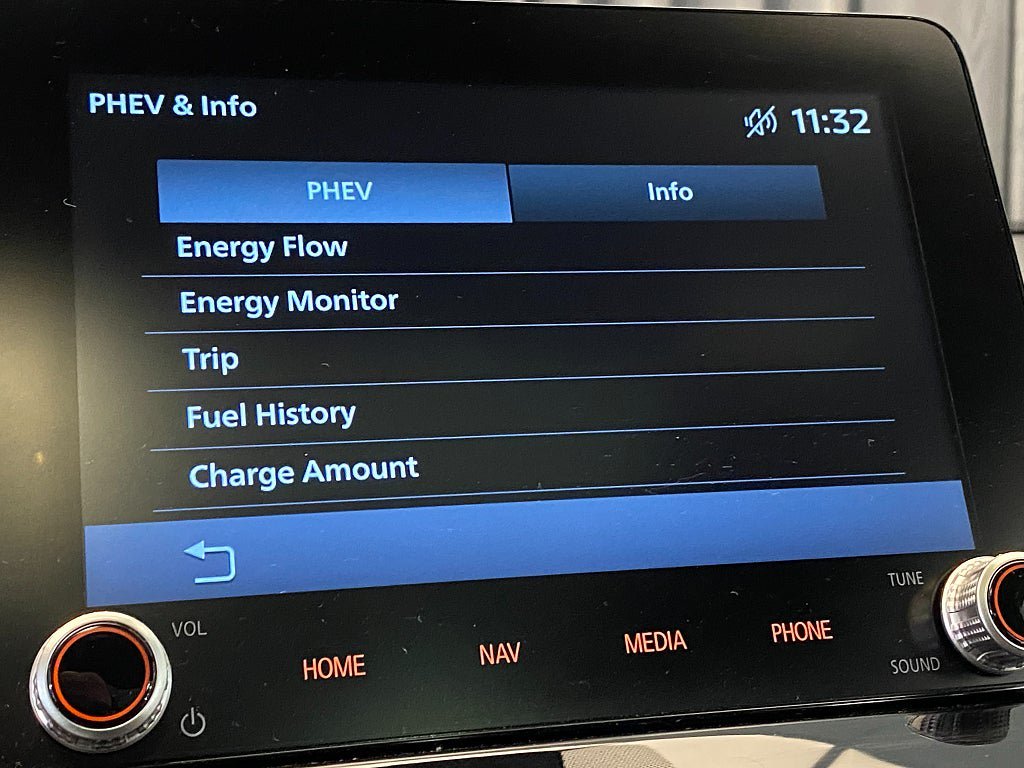 PHEV & Info
11:32
PHEV Info
Energy Flow
Energy Monitor
Trip
Fuel History
Charge Amount
TUNE
VOL
HOME NAV MEDIA PHONE
SOUND